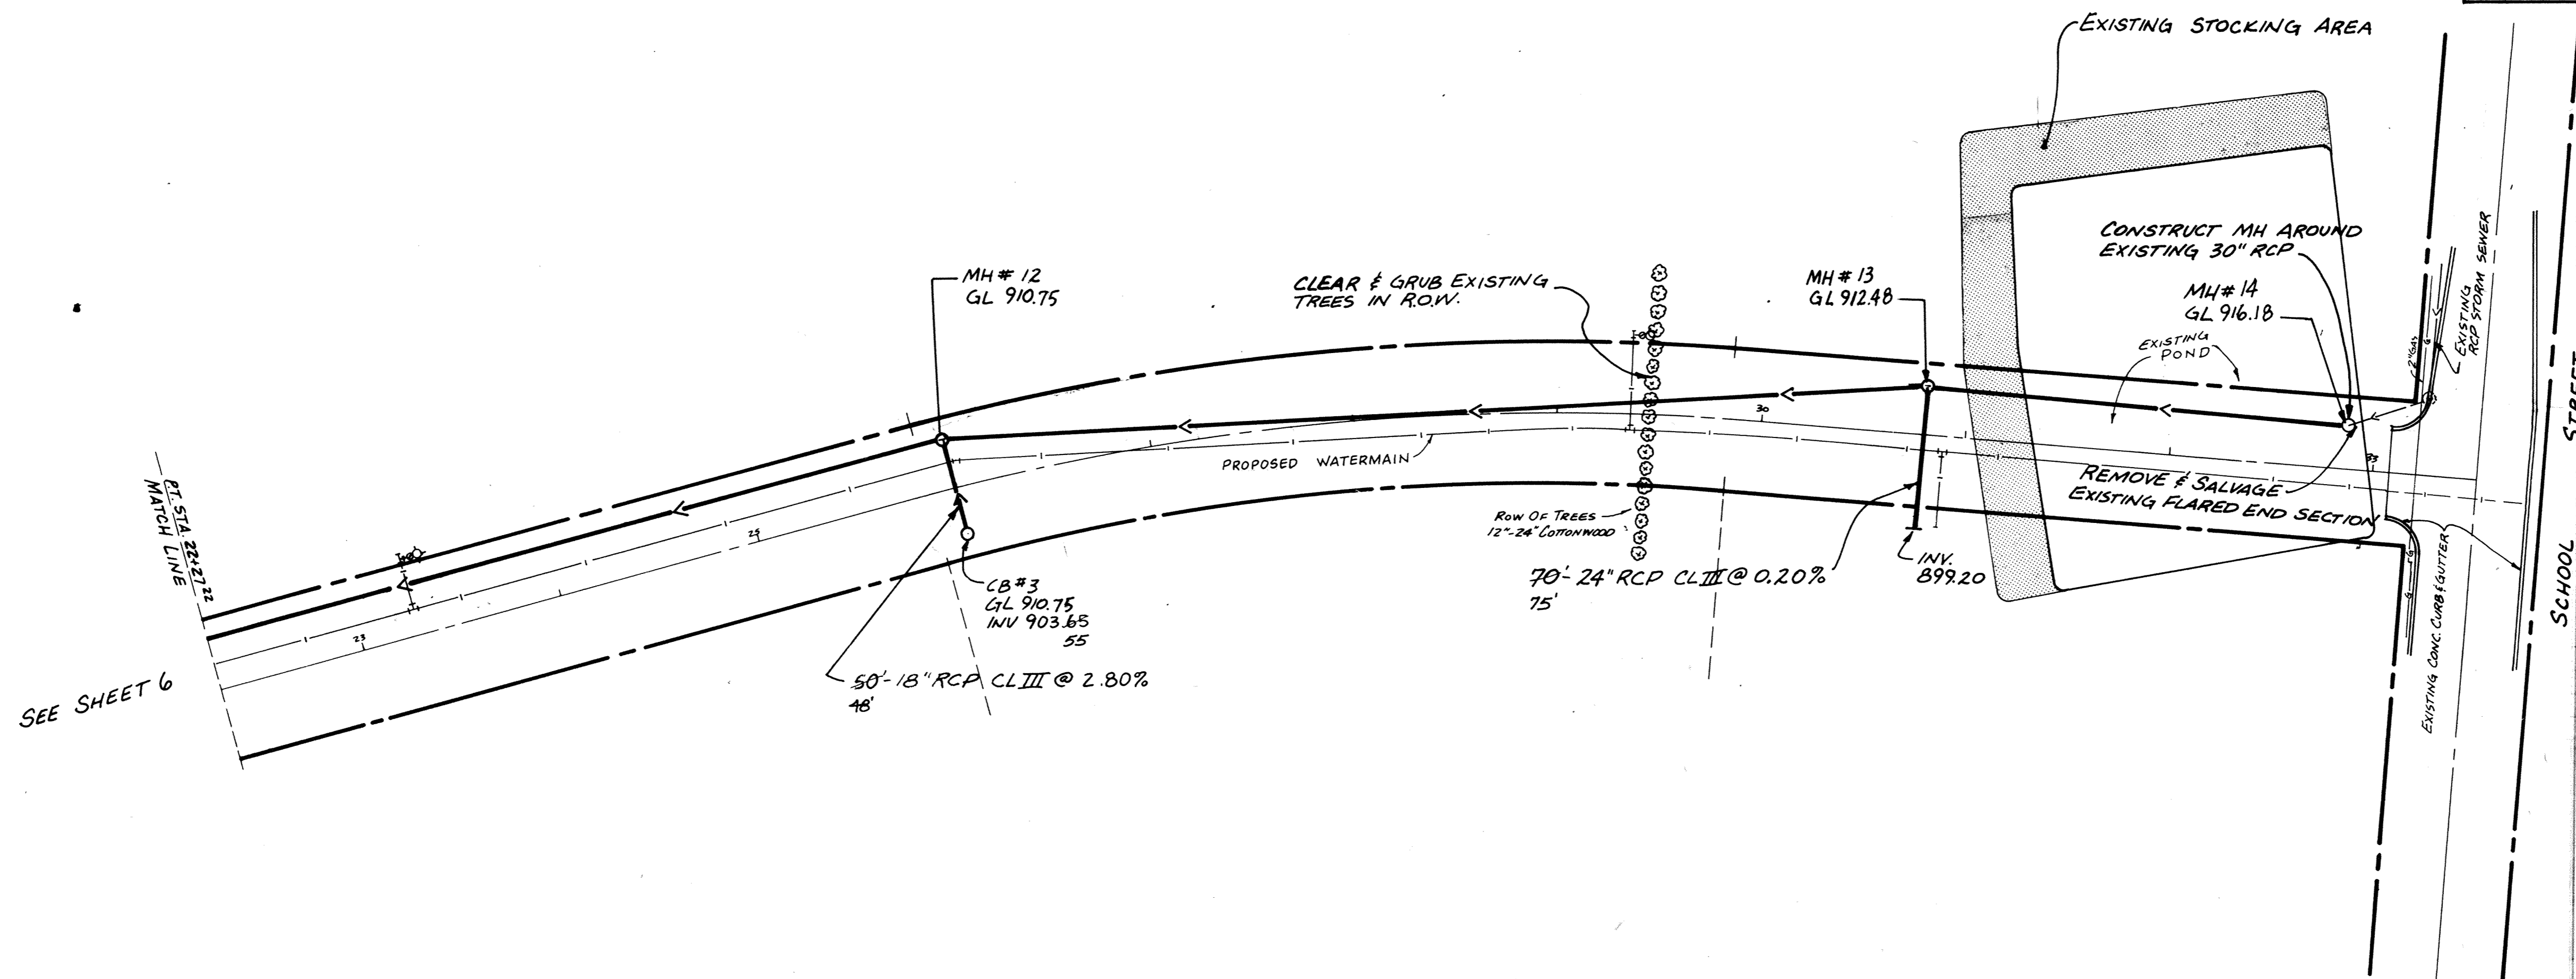 EXISTING STOCKING AREA
CONSTRUCT MH AROUND
EXISTING 30" RCP
MH# 14
GL 916.18
EXISTING
POND
MH# 13
GL 912.48
CLEAR & GRUB EXISTING
TREES IN R.O.W.
MH# 12
GL 910.75
2" GAS
G
EXISTING
RCP STORM SEWER
STREET
SCHOOL
30
33
PROPOSED WATERMAIN
REMOVE & SALVAGE
EXISTING FLARED END SECTION
ROW OF TREES
12"-24" COTTONWOOD
70'- 24" RCP CL III @ 0.20%
75'
INV.
899.20
G
G
EXISTING CONC. CURB & GUTTER
P.T. STA. 22+27.22
MATCH LINE
25
23
CB #3
GL 910.75
INV 903.65
55
50'-18" RCP CL III @ 2.80%
48'
SEE SHEET 6